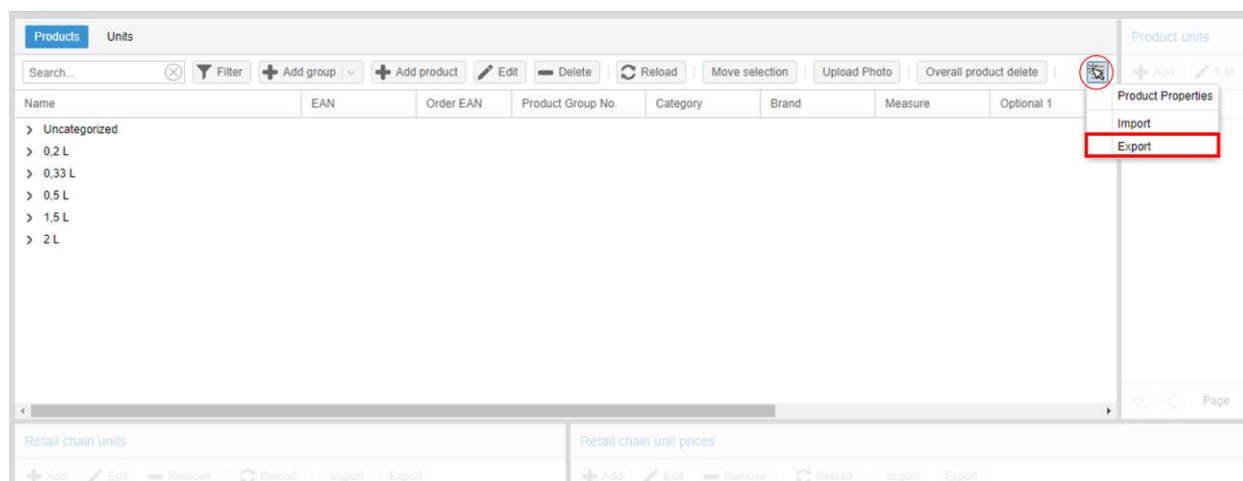 Products Units Product units
Search... Filter Add group Add product Edit Delete Reload Move selection Upload Photo Overall product delete Add Edit
Name EAN Order EAN Product Group No. Category Brand Measure Optional 1 Product Properties
Uncategorized Import
0,2 L Export
0,33 L
0,5 L
1,5 L
2 L
Page
Retail chain units Retail chain unit prices
Add Edit Remove Reload Import Export Add Edit Remove Reload Import Export